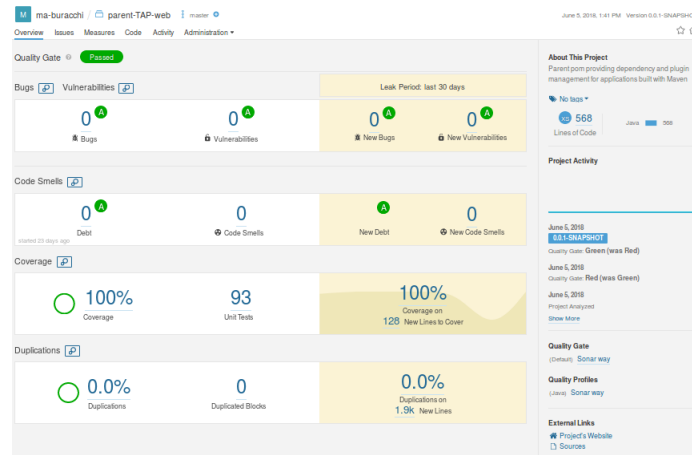 M ma-buracchi / parent-TAP-web master
June 5, 2018, 1:41 PM Version 0.0.1-SNAPSHOT
Overview Issues Measures Code Activity Administration
Quality Gate Passed
Bugs Vulnerabilities
Leak Period: last 30 days
0 A
Bugs
0 A
Vulnerabilities
0 A
New Bugs
0 A
New Vulnerabilities
Code Smells
0 A
Debt
started 23 days ago
0
Code Smells
A
New Debt
0
New Code Smells
Coverage
100%
Coverage
93
Unit Tests
100%
Coverage on
128 New Lines to Cover
Duplications
0.0%
Duplications
0
Duplicated Blocks
0.0%
Duplications on
1.9k New Lines
About This Project
Parent pom providing dependency and plugin
management for applications built with Maven
No tags
XS 568
Lines of Code
Java 568
Project Activity
June 5, 2018
0.0.1-SNAPSHOT
Quality Gate: Green (was Red)
June 5, 2018
Quality Gate: Red (was Green)
June 5, 2018
Project Analyzed
Show More
Quality Gate
(Default) Sonar way
Quality Profiles
(Java) Sonar way
External Links
Project's Website
Sources